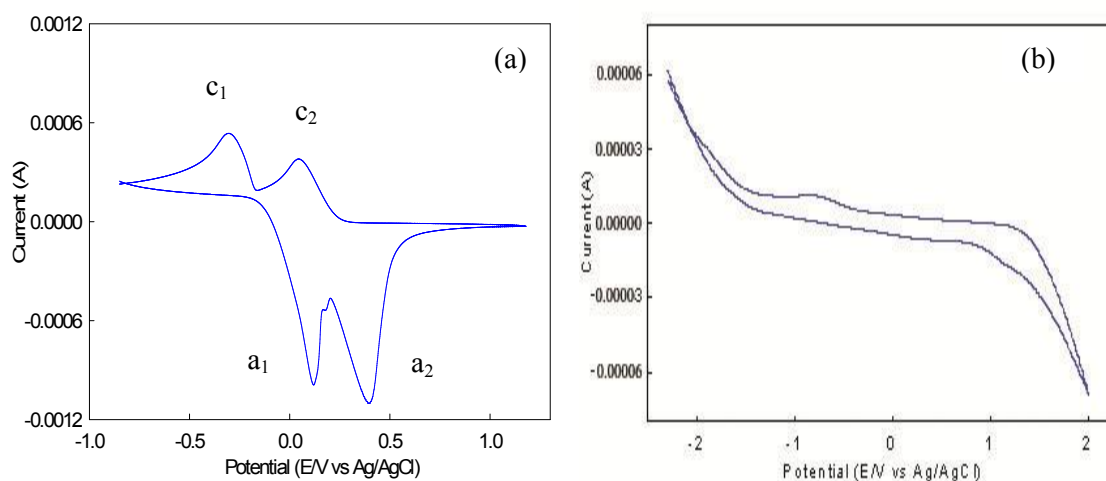 (a)
c1
c2
a1
a2
Current (A)
0.0012
0.0006
0.0000
-0.0006
-0.0012
-1.0 -0.5 0.0 0.5 1.0
Potential (E/V vs Ag/AgCl)
(b)
Current (A)
0.00006
0.00003
0.00000
-0.00003
-0.00006
-2 -1 0 1 2
Potential (E/V vs Ag/AgCl)